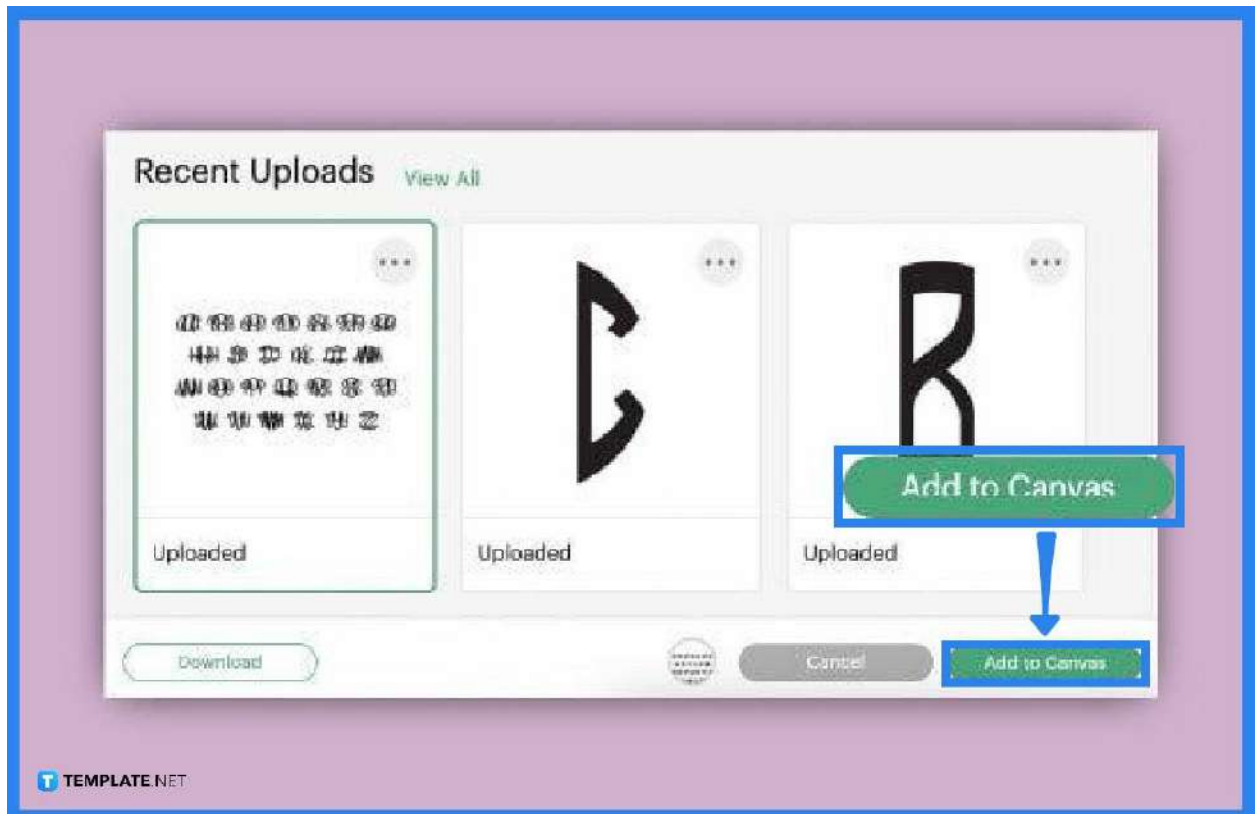 Recent Uploads View All
Uploaded
Uploaded
Uploaded
Add to Canvas
Download
Cancel
Add to Canvas
TEMPLATE.NET